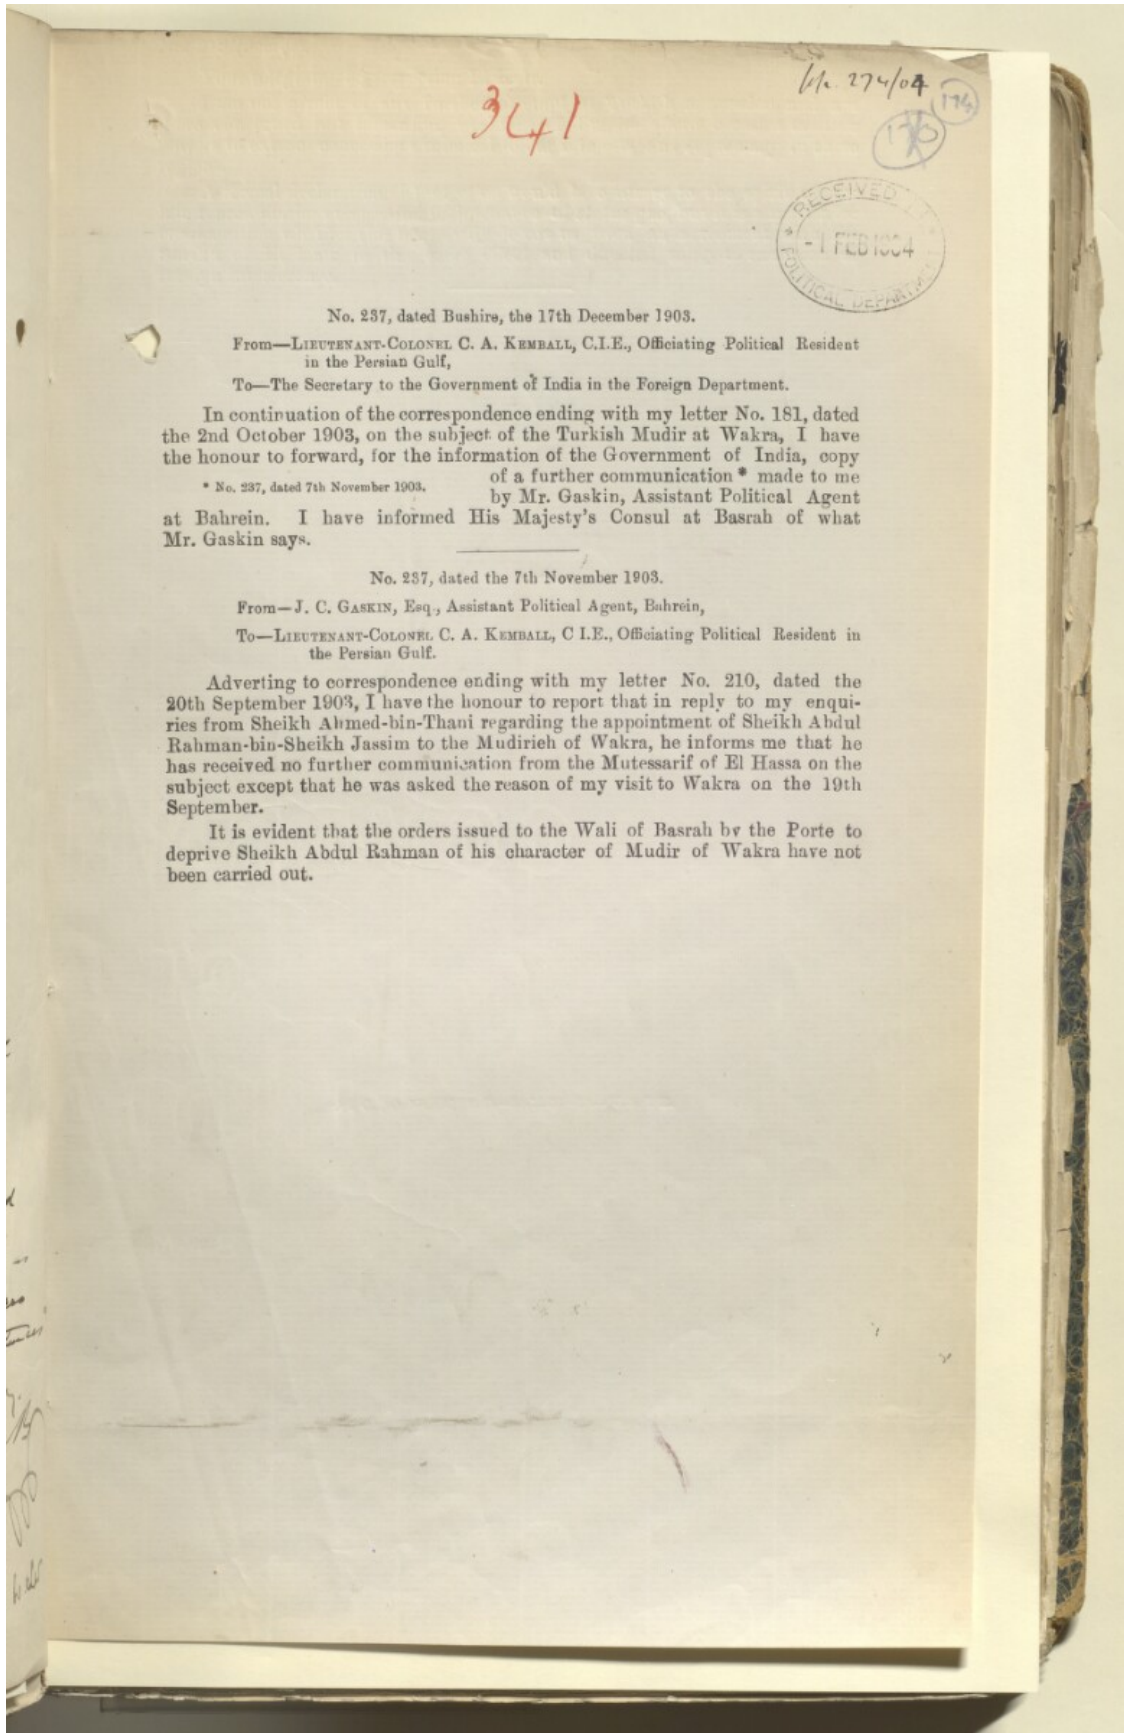 341
274/04
174
RECEIVED
-1 FEB 1904
POLITICAL DEPARTMENT
No. 237, dated Bushire, the 17th December 1903.
From—LIEUTENANT-COLONEL C. A. KEMBALL, C.I.E., Officiating Political Resident
in the Persian Gulf,
To—The Secretary to the Government of India in the Foreign Department.
In continuation of the correspondence ending with my letter No. 181, dated
the 2nd October 1903, on the subject of the Turkish Mudir at Wakra, I have
the honour to forward, for the information of the Government of India, copy
of a further communication * made to me
* No. 237, dated 7th November 1903.
by Mr. Gaskin, Assistant Political Agent
at Bahrein. I have informed His Majesty's Consul at Basrah of what
Mr. Gaskin says.
No. 237, dated the 7th November 1903.
From—J. C. GASKIN, Esq., Assistant Political Agent, Bahrein,
To—LIEUTENANT-COLONEL C. A. KEMBALL, C I.E., Officiating Political Resident in
the Persian Gulf.
Adverting to correspondence ending with my letter No. 210, dated the
20th September 1903, I have the honour to report that in reply to my enqui-
ries from Sheikh Ahmed-bin-Thani regarding the appointment of Sheikh Abdul
Rahman-bin-Sheikh Jassim to the Mudirieh of Wakra, he informs me that he
has received no further communication from the Mutessarif of El Hassa on the
subject except that he was asked the reason of my visit to Wakra on the 19th
September.
It is evident that the orders issued to the Wali of Basrah by the Porte to
deprive Sheikh Abdul Rahman of his character of Mudir of Wakra have not
been carried out.